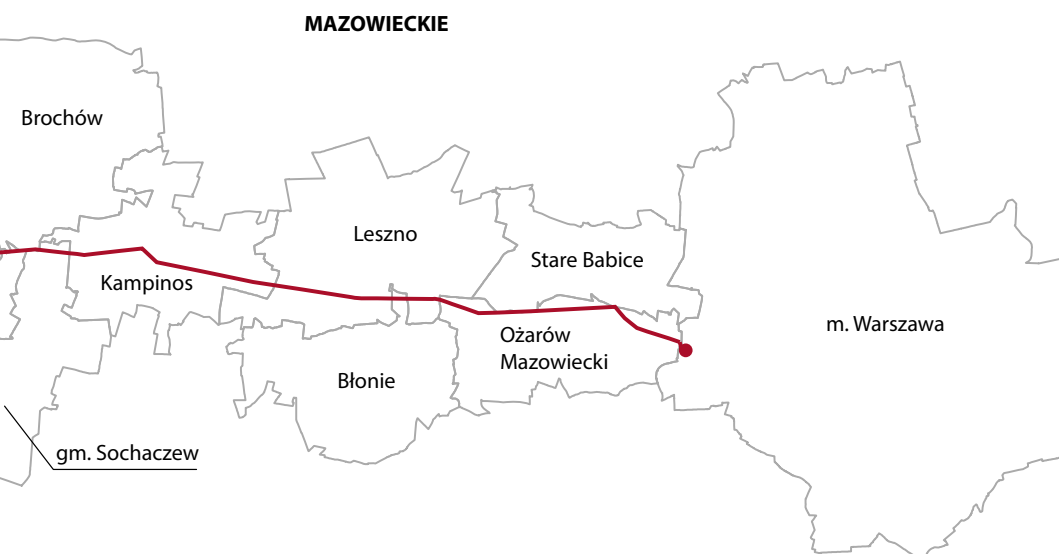 MAZOWIECKIE
Brochów
Leszno
Stare Babice
Kampinos
m. Warszawa
Ożarów
Mazowiecki
Błonie
gm. Sochaczew